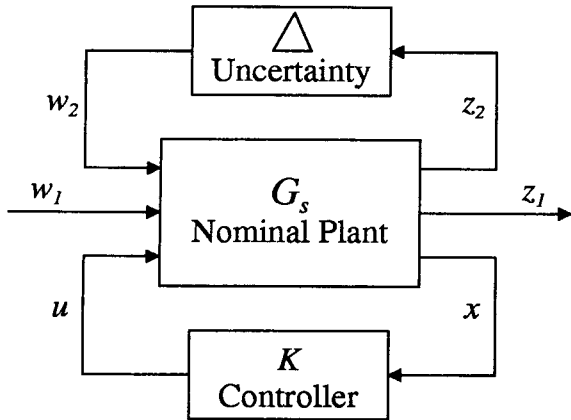 Δ
Uncertainty
w₂
z₂
w₁
Gₛ
Nominal Plant
z₁
u
x
K
Controller